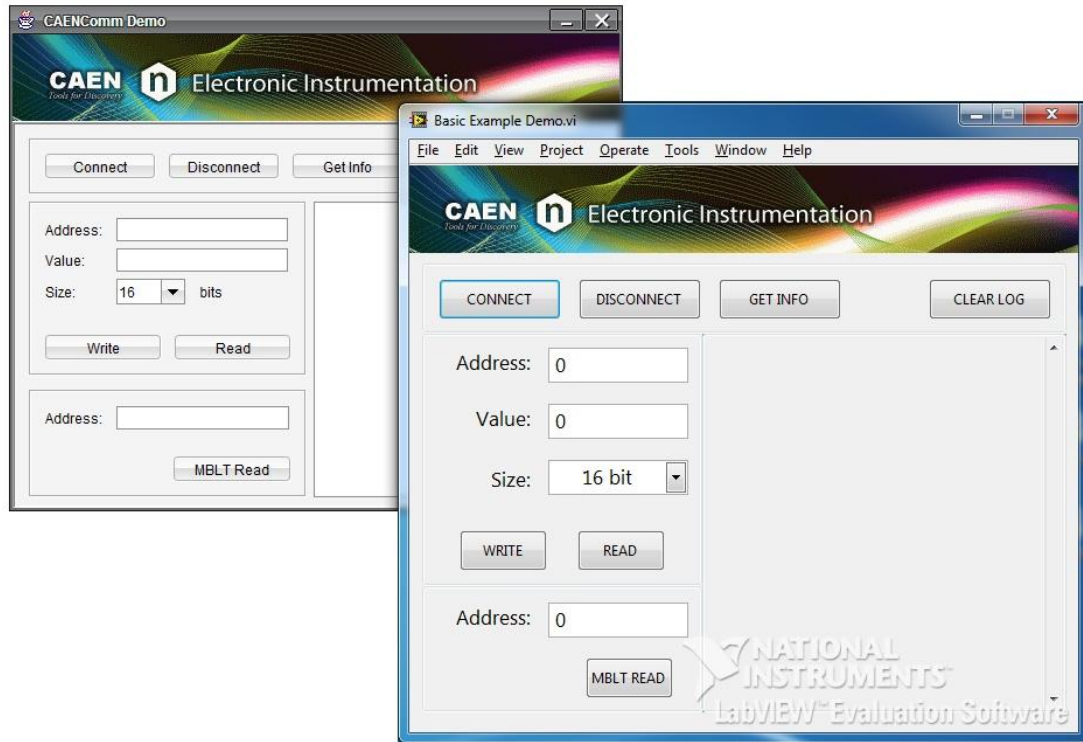 CAENComm Demo
CAEN n Electronic Instrumentation
Tools for Discovery
Connect Disconnect Get Info
Address:
Value:
Size: 16 bits
Write Read
Address:
MBLT Read
Basic Example Demo.vi
File Edit View Project Operate Tools Window Help
CAEN n Electronic Instrumentation
Tools for Discovery
CONNECT DISCONNECT GET INFO CLEAR LOG
Address: 0
Value: 0
Size: 16 bit
WRITE READ
Address: 0
MBLT READ
NATIONAL
INSTRUMENTS™
LabVIEW™ Evaluation Software